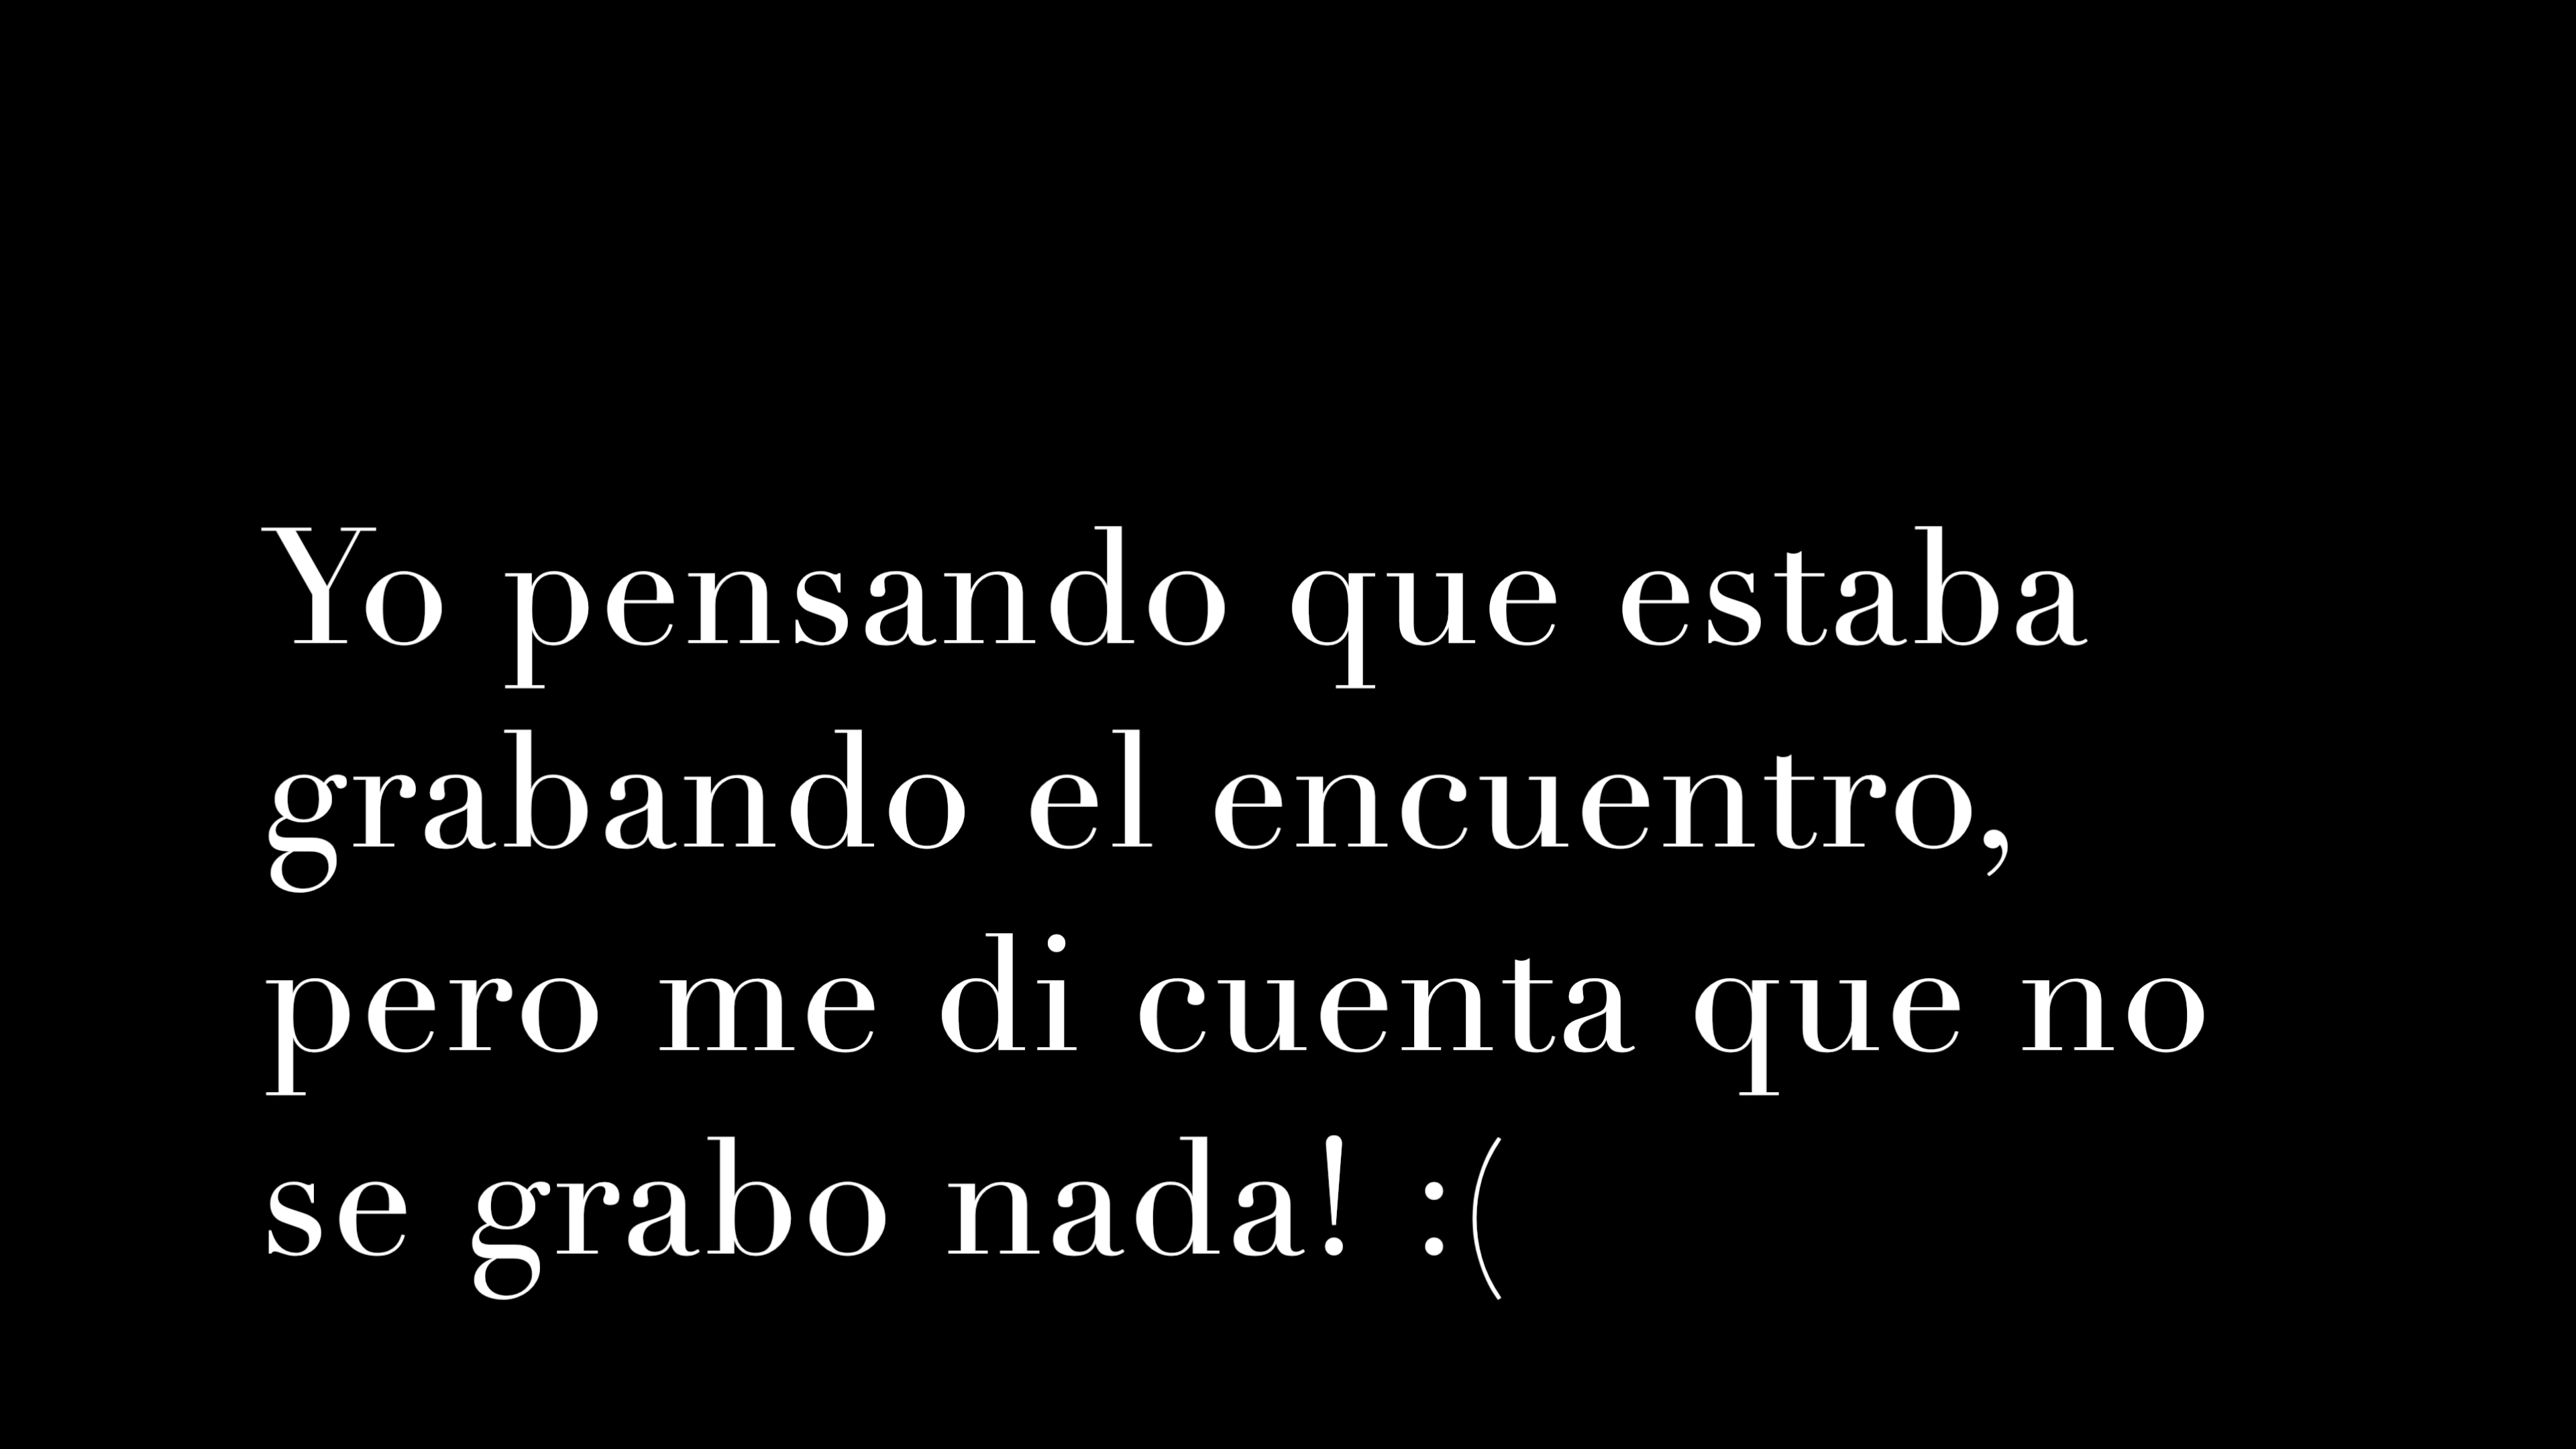 Yo pensando que estaba
grabando el encuentro,
pero me di cuenta que no
se grabo nada! :(